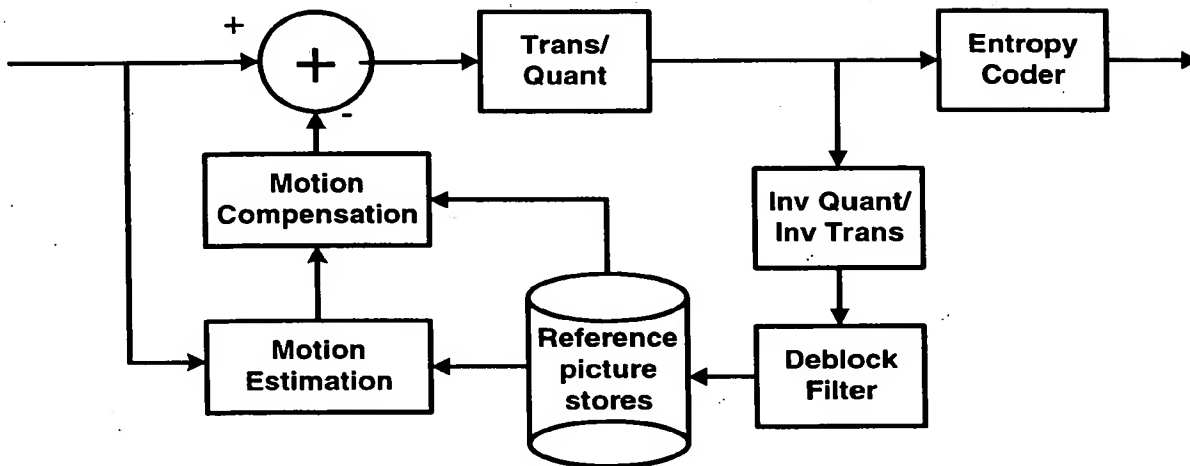 +
+
-
Trans/
Quant
Entropy
Coder
Motion
Compensation
Inv Quant/
Inv Trans
Motion
Estimation
Reference
picture
stores
Deblock
Filter